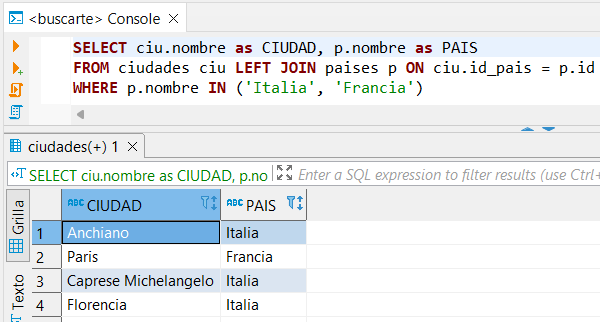 <buscarte> Console
SELECT ciu.nombre as CIUDAD, p.nombre as PAIS
FROM ciudades ciu LEFT JOIN paises p ON ciu.id_pais = p.id
WHERE p.nombre IN ('Italia', 'Francia')
ciudades(+) 1
SELECT ciu.nombre as CIUDAD, p.no Enter a SQL expression to filter results (use Ctrl+
Grilla
Texto
ABC CIUDAD ABC PAIS
1 Anchiano Italia
2 Paris Francia
3 Caprese Michelangelo Italia
4 Florencia Italia